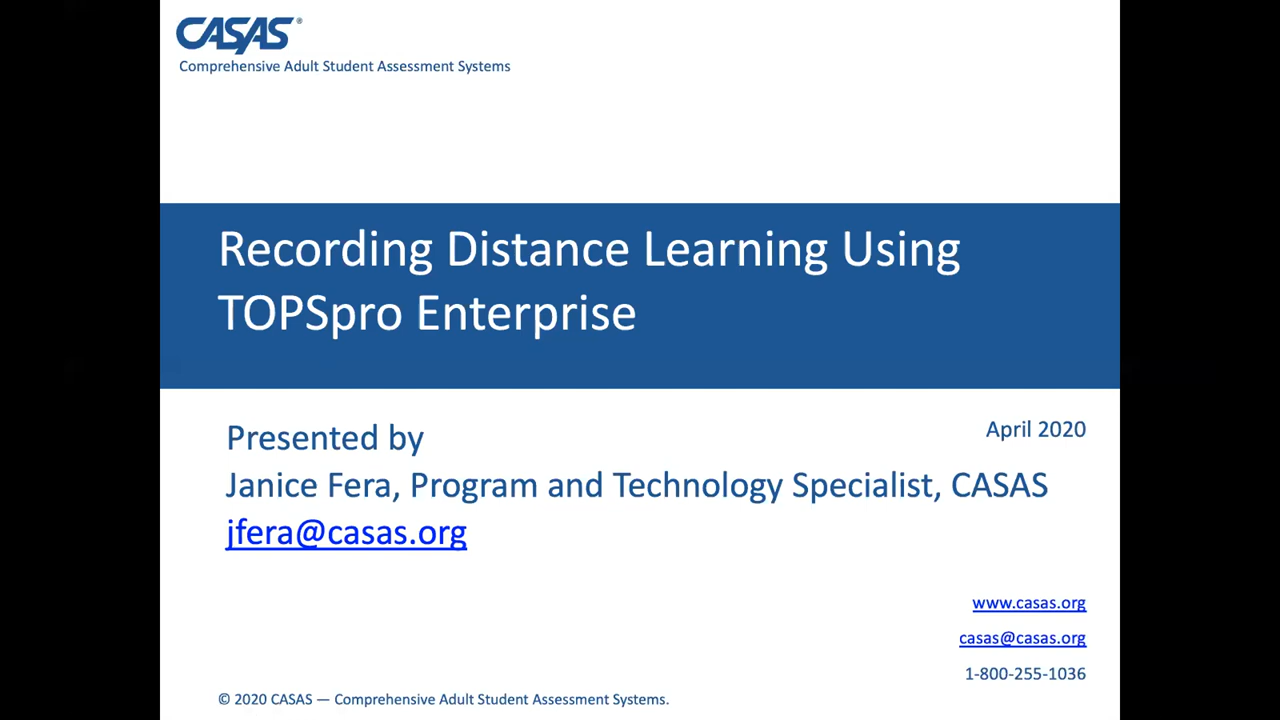 CASAS®
Comprehensive Adult Student Assessment Systems
Recording Distance Learning Using
TOPSpro Enterprise
Presented by
April 2020
Janice Fera, Program and Technology Specialist, CASAS
jfera@casas.org
www.casas.org
casas@casas.org
1-800-255-1036
© 2020 CASAS — Comprehensive Adult Student Assessment Systems.